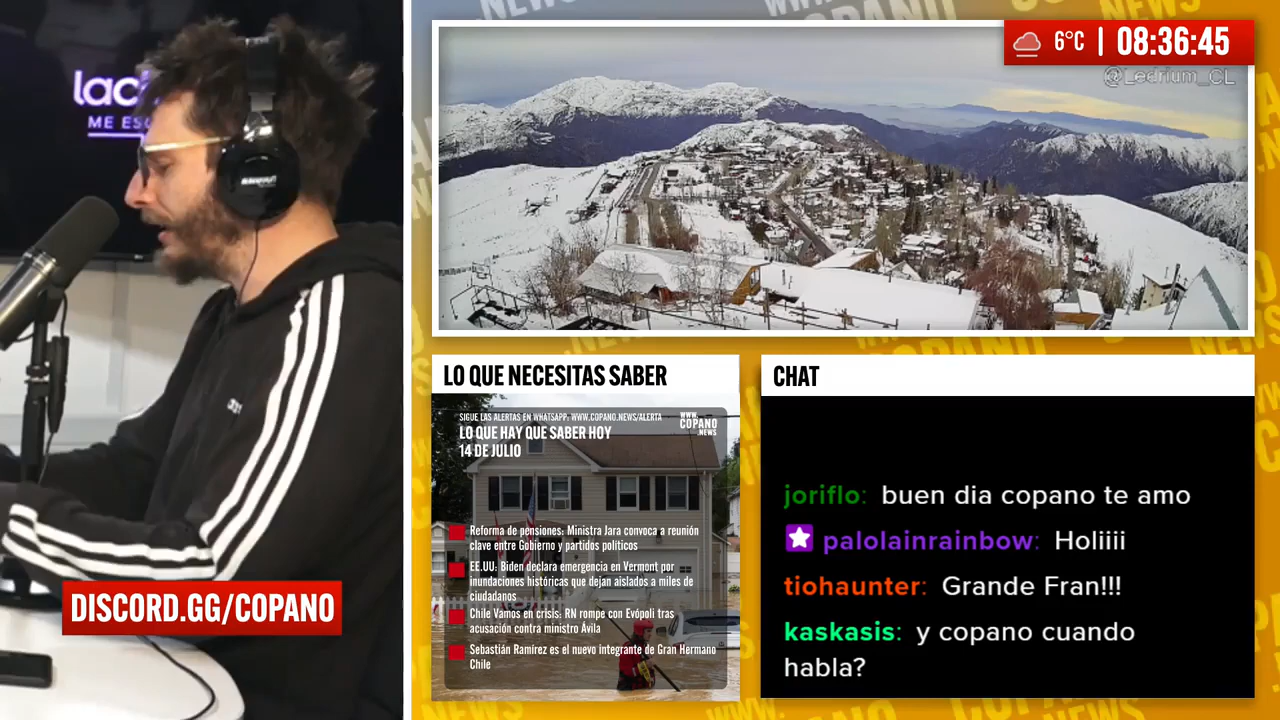 ME ESC
DISCORD.GG/COPANO
6°C | 08:36:45
@Ledrium_CL
LO QUE NECESITAS SABER
SIGUE LAS ALERTAS EN WHATSAPP: WWW.COPANO.NEWS/ALERTA
WWW.
COPANO
.NEWS
LO QUE HAY QUE SABER HOY
14 DE JULIO
Reforma de pensiones: Ministra Jara convoca a reunión
clave entre Gobierno y partidos políticos
EE.UU: Biden declara emergencia en Vermont por
inundaciones históricas que dejan aislados a miles de
ciudadanos
Chile Vamos en crisis: RN rompe con Evópoli tras
acusación contra ministro Ávila
Sebastián Ramírez es el nuevo integrante de Gran Hermano
Chile
CHAT
joriflo: buen dia copano te amo
palolainrainbow: Holiiii
tiohaunter: Grande Fran!!!
kaskasis: y copano cuando
habla?